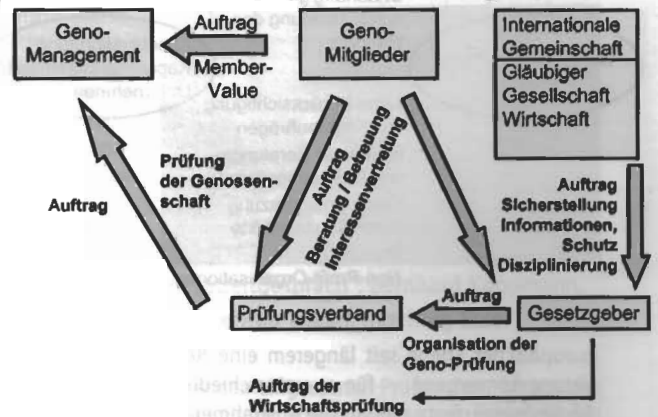 Geno-
Management
Auftrag
Member-
Value
Geno-
Mitglieder
Internationale
Gemeinschaft
Gläubiger
Gesellschaft
Wirtschaft
Auftrag
Prüfung
der Genossen-
schaft
Auftrag
Beratung / Betreuung
Interessenvertretung
Auftrag
Sicherstellung
Informationen,
Schutz
Disziplinierung
Prüfungsverband
Auftrag
Gesetzgeber
Organisation der
Geno-Prüfung
Auftrag der
Wirtschaftsprüfung